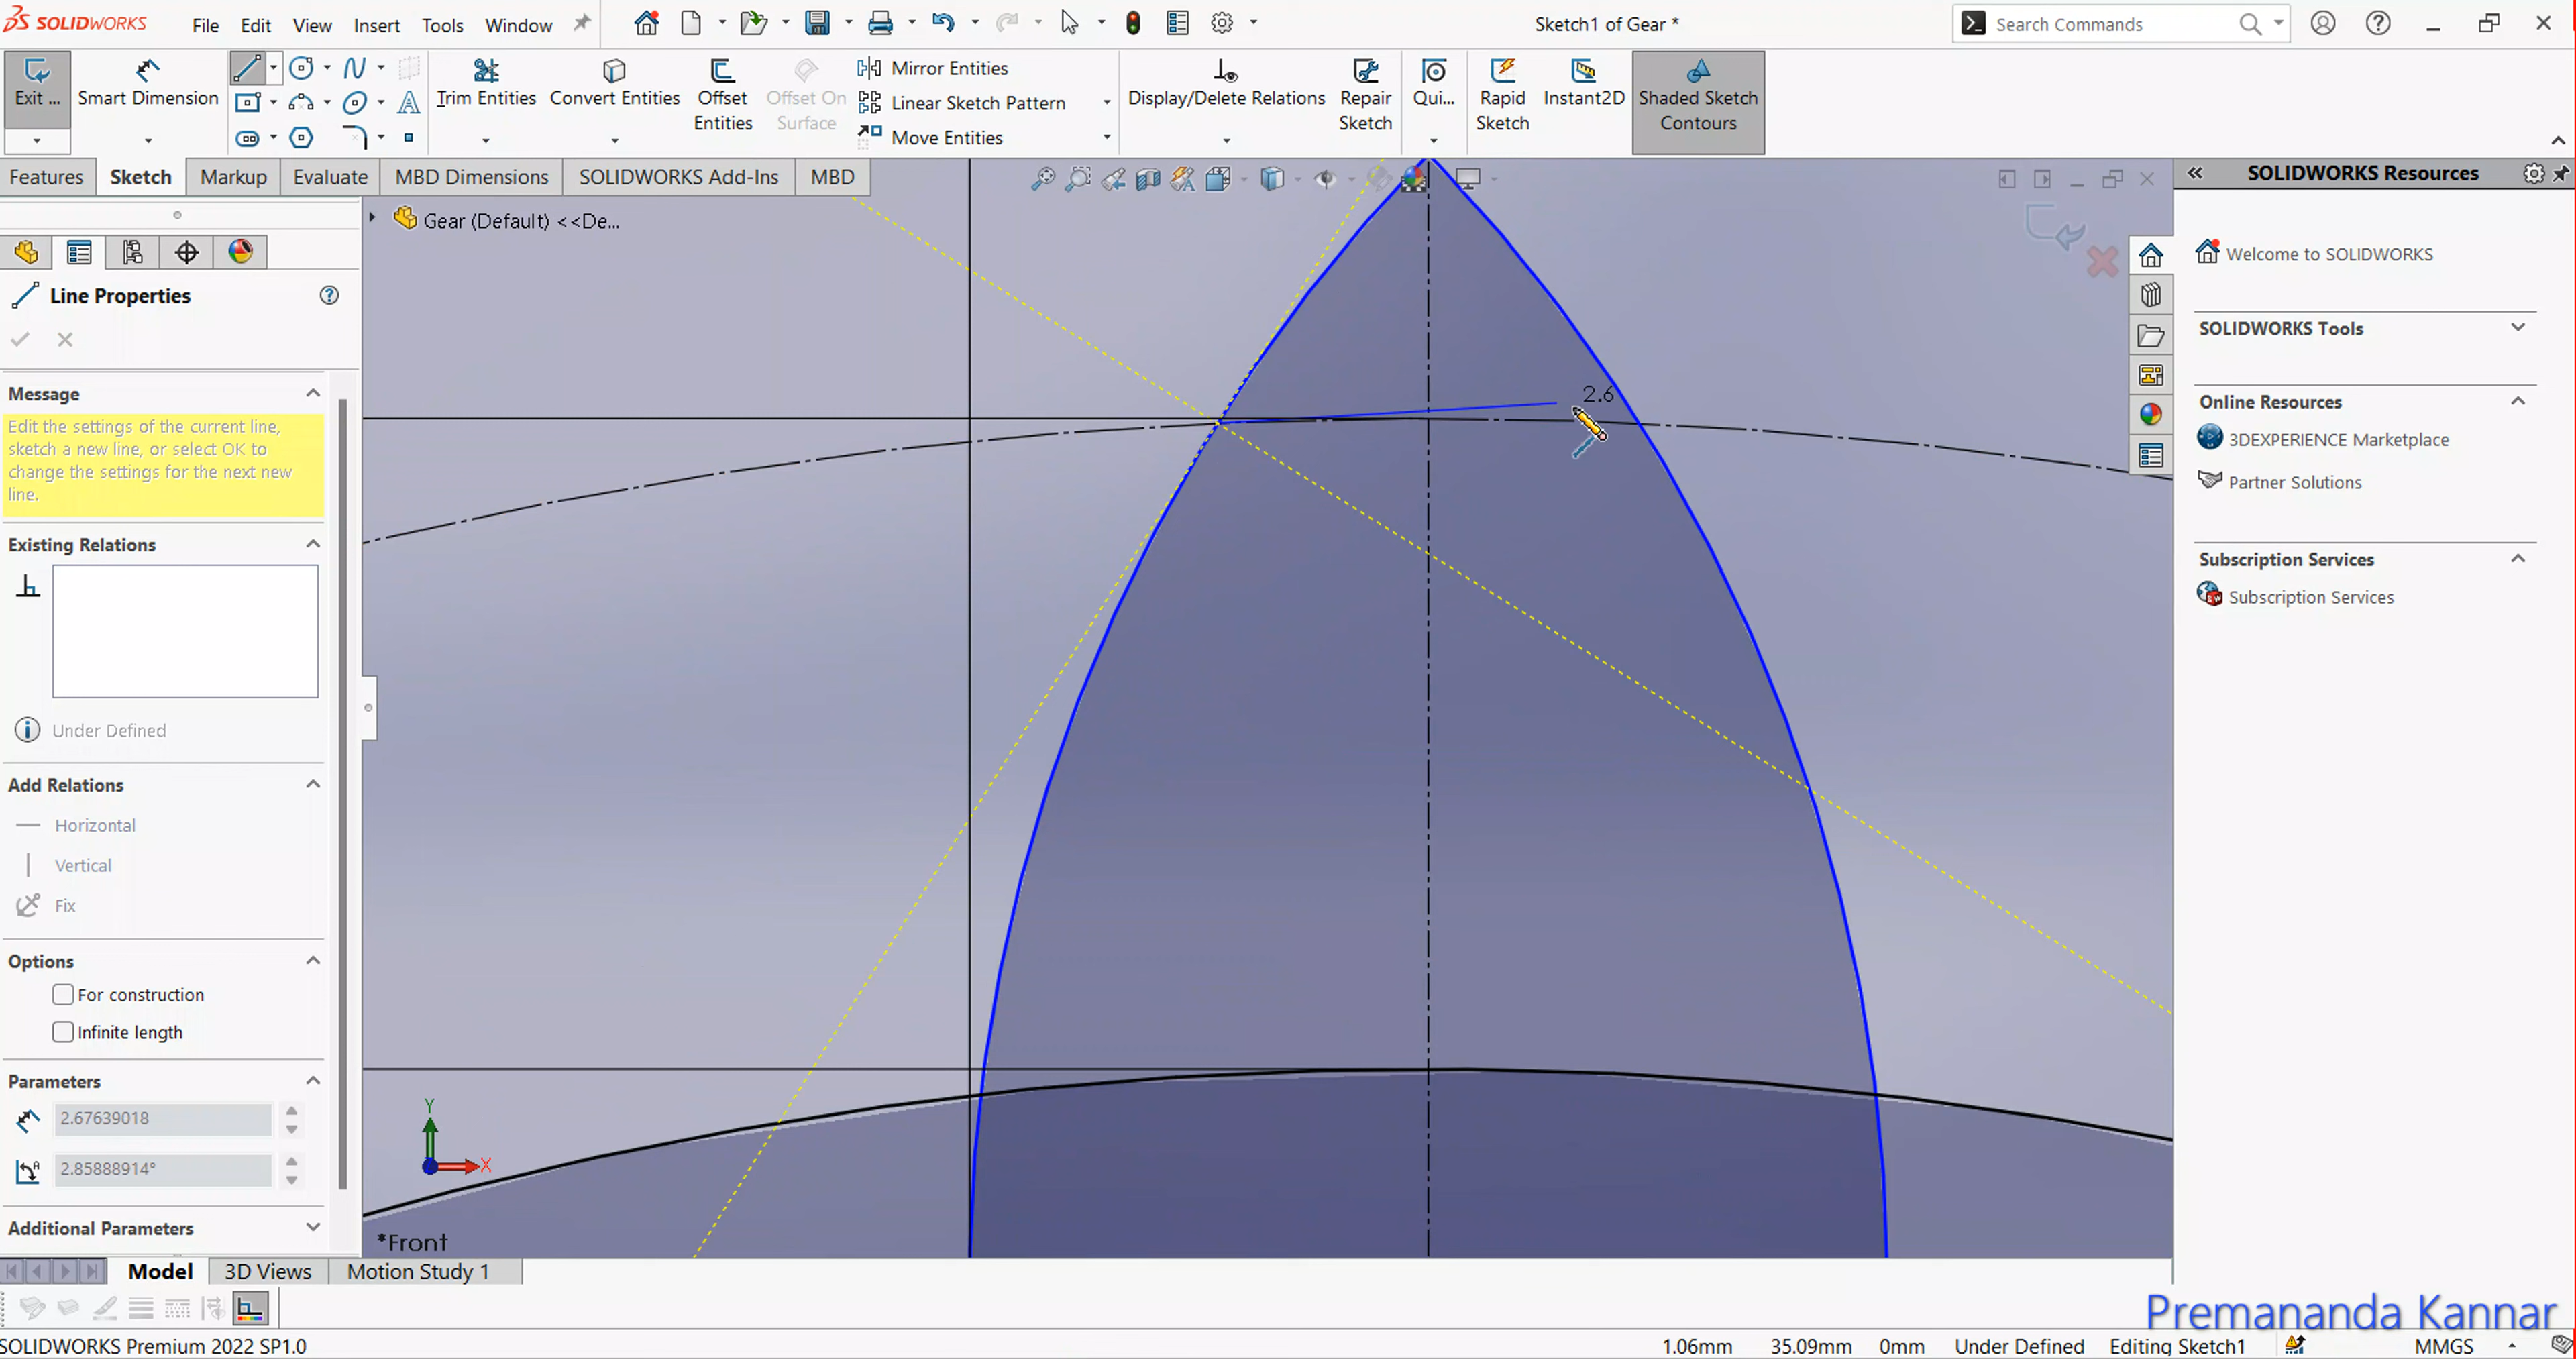 SOLIDWORKS File Edit View Insert Tools Window Sketch1 of Gear * Search Commands
Exit ... Smart Dimension Trim Entities Convert Entities Offset Entities Offset On Surface Mirror Entities Linear Sketch Pattern Move Entities Display/Delete Relations Repair Sketch Qui... Rapid Sketch Instant2D Shaded Sketch Contours
Features Sketch Markup Evaluate MBD Dimensions SOLIDWORKS Add-Ins MBD
Gear (Default) <<De...
Line Properties
Message
Edit the settings of the current line,
sketch a new line, or select OK to
change the settings for the next new
line.
Existing Relations
Under Defined
Add Relations
Horizontal
Vertical
Fix
Options
For construction
Infinite length
Parameters
2.67639018
2.85888914°
Additional Parameters
2.6
Y
X
*Front
SOLIDWORKS Resources
Welcome to SOLIDWORKS
SOLIDWORKS Tools
Online Resources
3DEXPERIENCE Marketplace
Partner Solutions
Subscription Services
Subscription Services
Model 3D Views Motion Study 1
Premananda Kannar
SOLIDWORKS Premium 2022 SP1.0 1.06mm 35.09mm 0mm Under Defined Editing Sketch1 MMGS